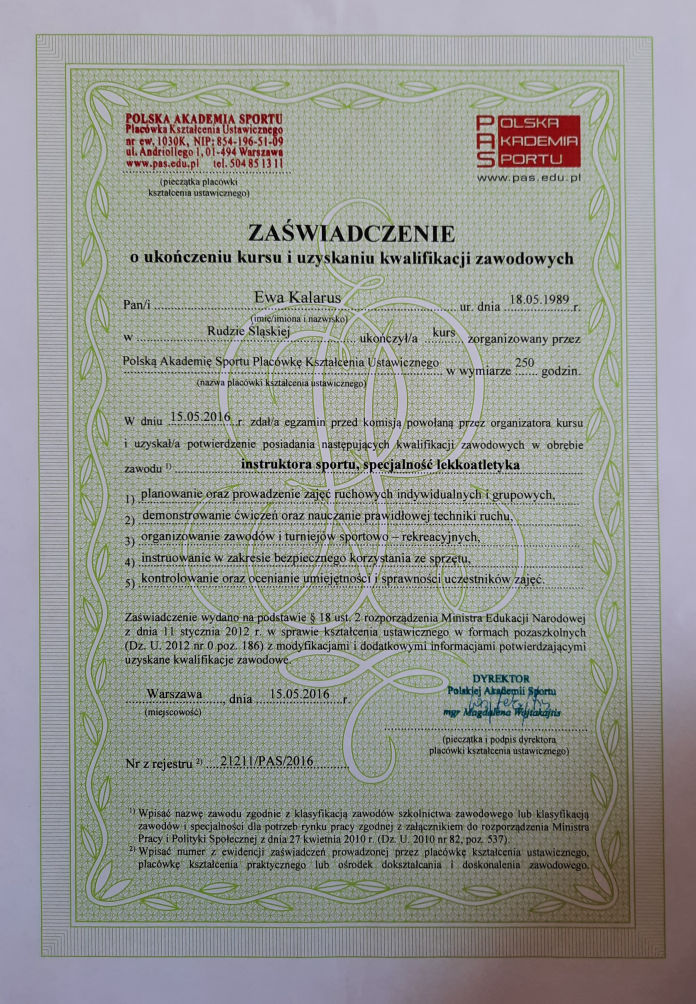 POLSKA AKADEMIA SPORTU
Placówka Kształcenia Ustawicznego
nr ew. 1030K, NIP: 854-196-51-09
ul. Andriollego 1, 01-494 Warszawa
www.pas.edu.pl tel. 504 85 13 11
(pieczątka placówki
kształcenia ustawicznego)
POLSKA
AKADEMIA
SPORTU
www.pas.edu.pl
ZAŚWIADCZENIE
o ukończeniu kursu i uzyskaniu kwalifikacji zawodowych
Pan/i Ewa Kalarus ur. dnia 18.05.1989 r.
(imię/imiona i nazwisko)
w Rudzie Śląskiej ukończył/a kurs zorganizowany przez
Polską Akademię Sportu Placówkę Kształcenia Ustawicznego w wymiarze 250 godzin.
(nazwa placówki kształcenia ustawicznego)
W dniu 15.05.2016 r. zdał/a egzamin przed komisją powołaną przez organizatora kursu
i uzyskał/a potwierdzenie posiadania następujących kwalifikacji zawodowych w obrębie
zawodu 1) instruktora sportu, specjalność lekkoatletyka
1) planowanie oraz prowadzenie zajęć ruchowych indywidualnych i grupowych,
2) demonstrowanie ćwiczeń oraz nauczanie prawidłowej techniki ruchu,
3) organizowanie zawodów i turniejów sportowo – rekreacyjnych,
4) instruowanie w zakresie bezpiecznego korzystania ze sprzętu,
5) kontrolowanie oraz ocenianie umiejętności i sprawności uczestników zajęć.
Zaświadczenie wydano na podstawie § 18 ust. 2 rozporządzenia Ministra Edukacji Narodowej
z dnia 11 stycznia 2012 r. w sprawie kształcenia ustawicznego w formach pozaszkolnych
(Dz. U. 2012 nr 0 poz. 186) z modyfikacjami i dodatkowymi informacjami potwierdzającymi
uzyskane kwalifikacje zawodowe.
Warszawa, dnia 15.05.2016 r.
(miejscowość)
DYREKTOR
Polskiej Akademii Sportu
mgr Magdalena Wojtakajtis
(pieczątka i podpis dyrektora
placówki kształcenia ustawicznego)
Nr z rejestru 2) 21211/PAS/2016
1) Wpisać nazwę zawodu zgodnie z klasyfikacją zawodów szkolnictwa zawodowego lub klasyfikacją
zawodów i specjalności dla potrzeb rynku pracy zgodnej z załącznikiem do rozporządzenia Ministra
Pracy i Polityki Społecznej z dnia 27 kwietnia 2010 r. (Dz. U. 2010 nr 82, poz. 537).
2) Wpisać numer z ewidencji zaświadczeń prowadzonej przez placówkę kształcenia ustawicznego,
placówkę kształcenia praktycznego lub ośrodek dokształcania i doskonalenia zawodowego.